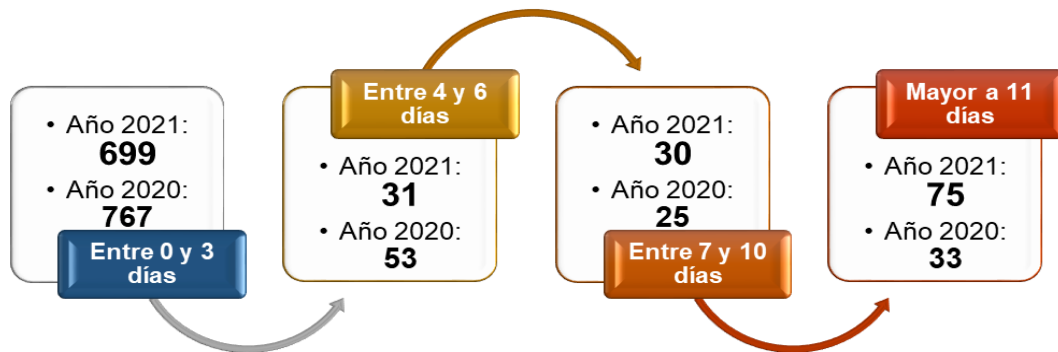 • Año 2021:
699
• Año 2020:
767
Entre 0 y 3
días
Entre 4 y 6
días
• Año 2021:
31
• Año 2020:
53
• Año 2021:
30
• Año 2020:
25
Entre 7 y 10
días
Mayor a 11
días
• Año 2021:
75
• Año 2020:
33